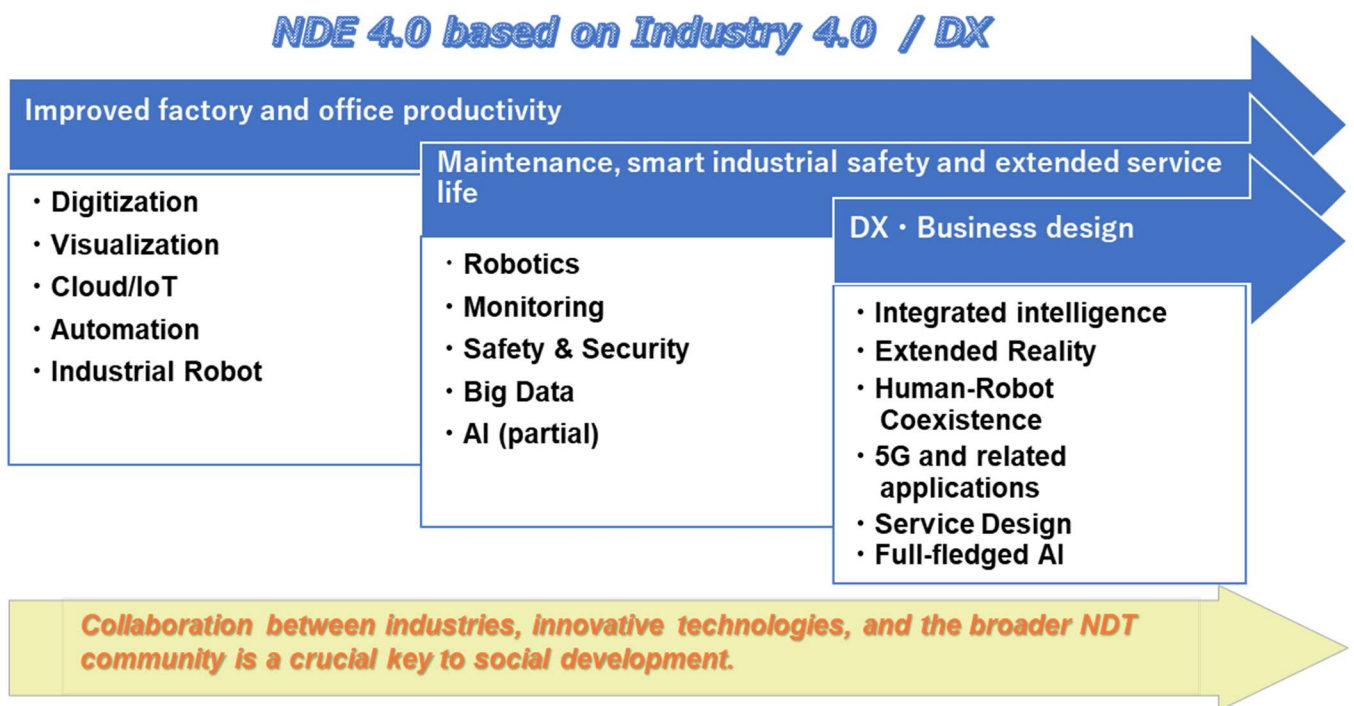 NDE 4.0 based on Industry 4.0 / DX
Improved factory and office productivity
・Digitization
・Visualization
・Cloud/IoT
・Automation
・Industrial Robot
Maintenance, smart industrial safety and extended service
life
・Robotics
・Monitoring
・Safety & Security
・Big Data
・AI (partial)
DX・Business design
・Integrated intelligence
・Extended Reality
・Human-Robot
Coexistence
・5G and related
applications
・Service Design
・Full-fledged AI
Collaboration between industries, innovative technologies, and the broader NDT
community is a crucial key to social development.